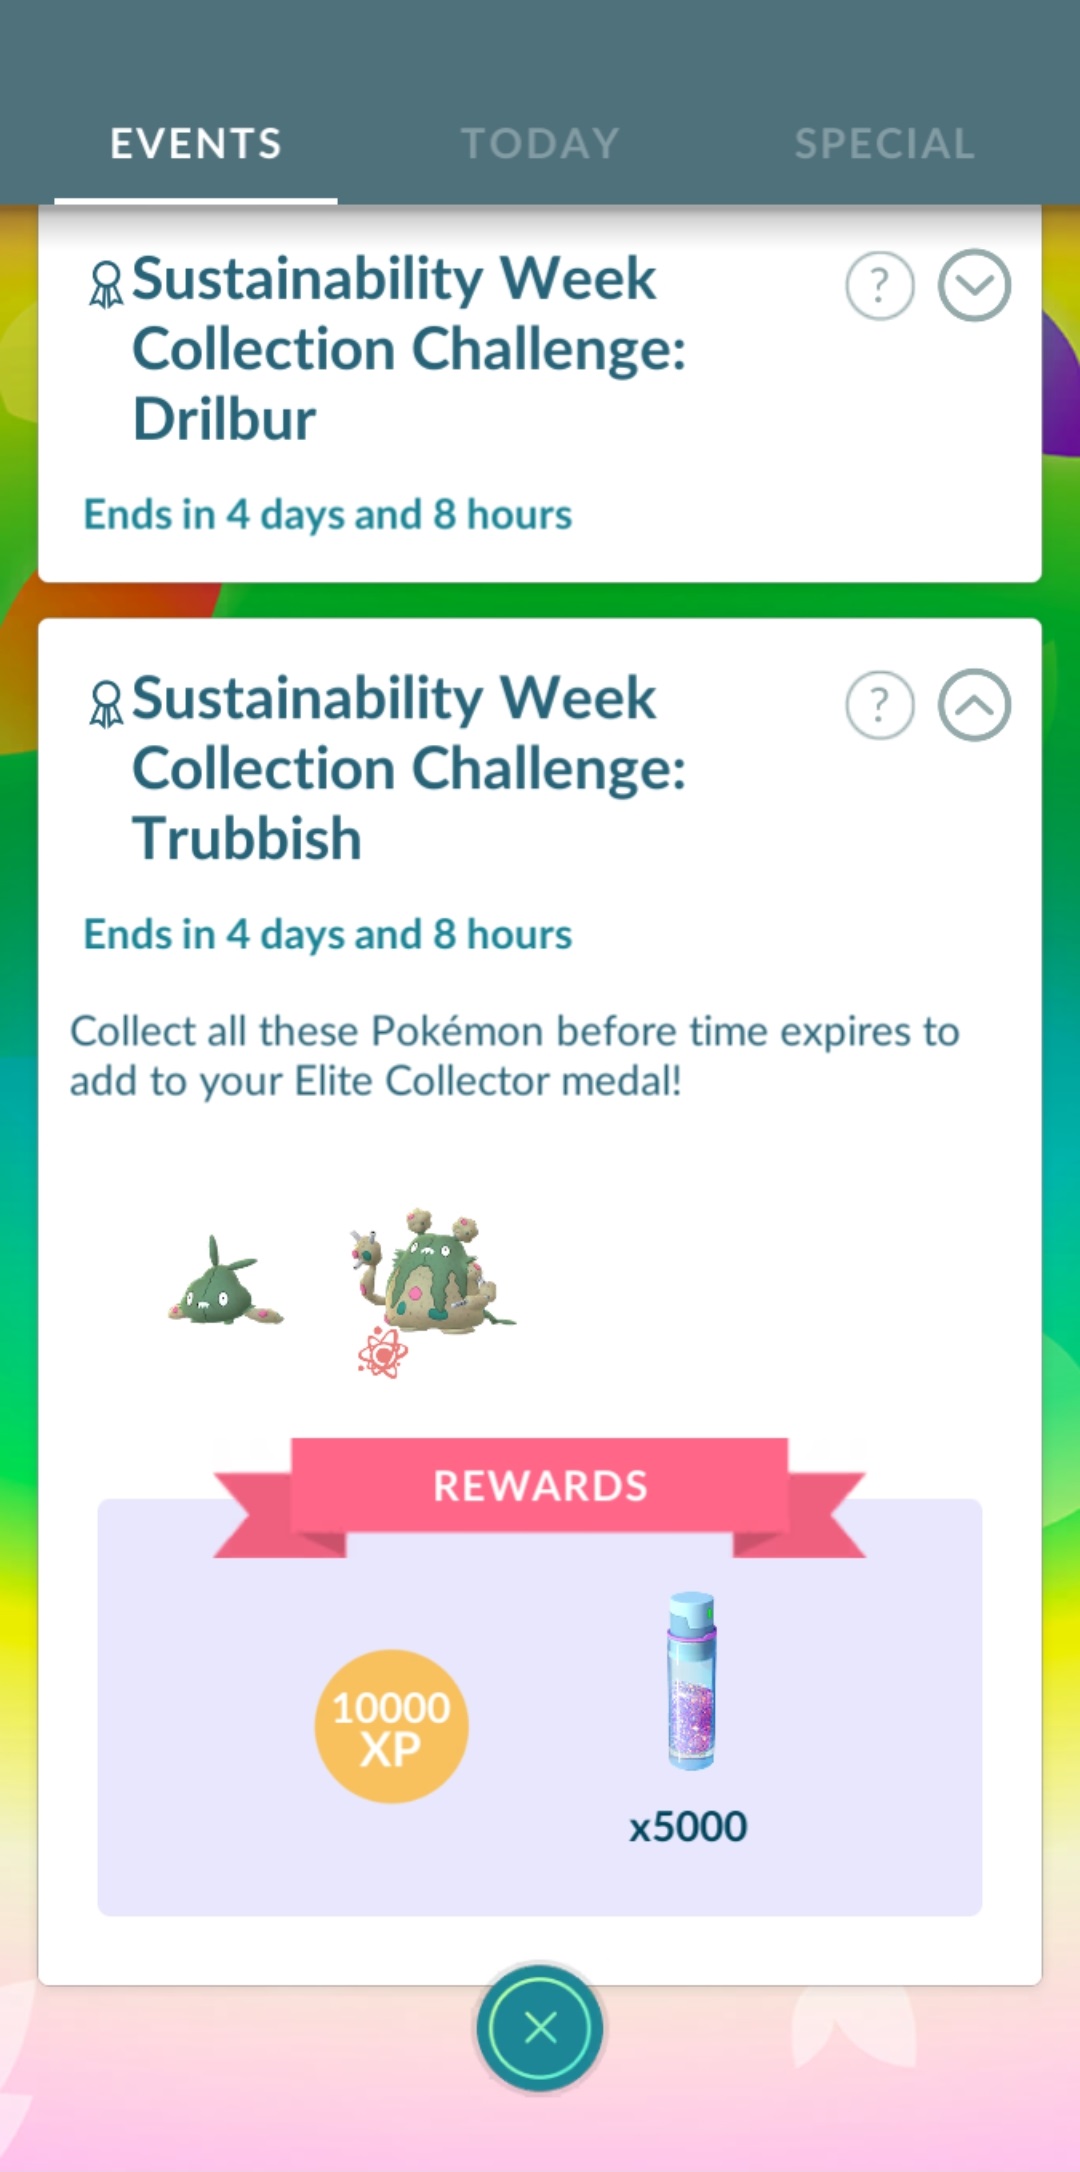 EVENTS
TODAY
SPECIAL
Sustainability Week
Collection Challenge:
Drilbur
?
Ends in 4 days and 8 hours
Sustainability Week
Collection Challenge:
Trubbish
?
Ends in 4 days and 8 hours
Collect all these Pokémon before time expires to
add to your Elite Collector medal!
REWARDS
10000
XP
x5000